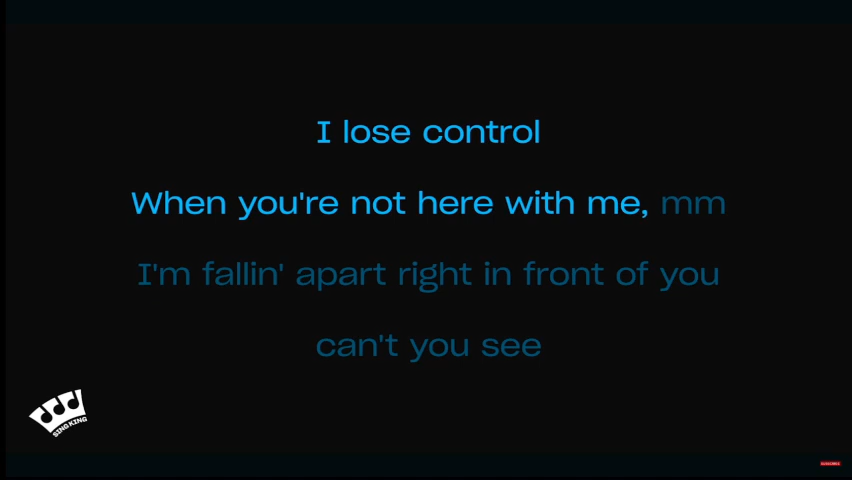 I lose control
When you're not here with me, mm
I'm fallin' apart right in front of you
can't you see
SING KING
SUBSCRIBE